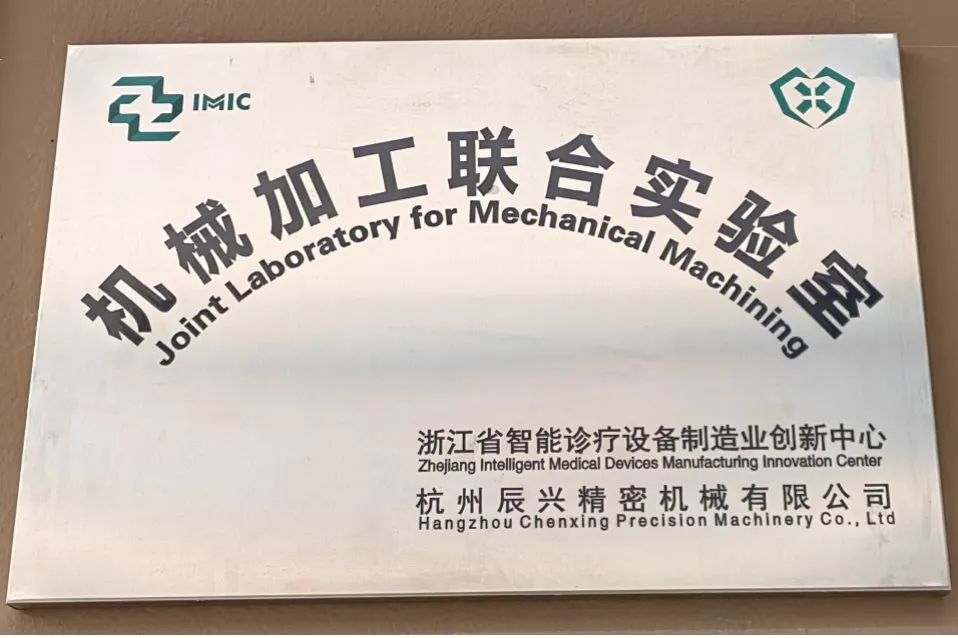 IMIC
机械加工联合实验室
Joint Laboratory for Mechanical Machining
浙江省智能诊疗设备制造业创新中心
Zhejiang Intelligent Medical Devices Manufacturing Innovation Center
杭州辰兴精密机械有限公司
Hangzhou Chenxing Precision Machinery Co., Ltd